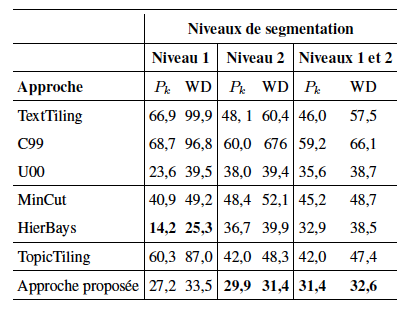 Niveaux de segmentation
Niveau 1 Niveau 2 Niveaux 1 et 2
Approche Pk WD Pk WD Pk WD
TextTiling 66,9 99,9 48, 1 60,4 46,0 57,5
C99 68,7 96,8 60,0 676 59,2 66,1
U00 23,6 39,5 38,0 39,4 35,6 38,7
MinCut 40,9 49,2 48,4 52,1 45,2 48,7
HierBays 14,2 25,3 36,7 39,9 32,9 38,5
TopicTiling 60,3 87,0 42,0 48,3 42,0 47,4
Approche proposée 27,2 33,5 29,9 31,4 31,4 32,6